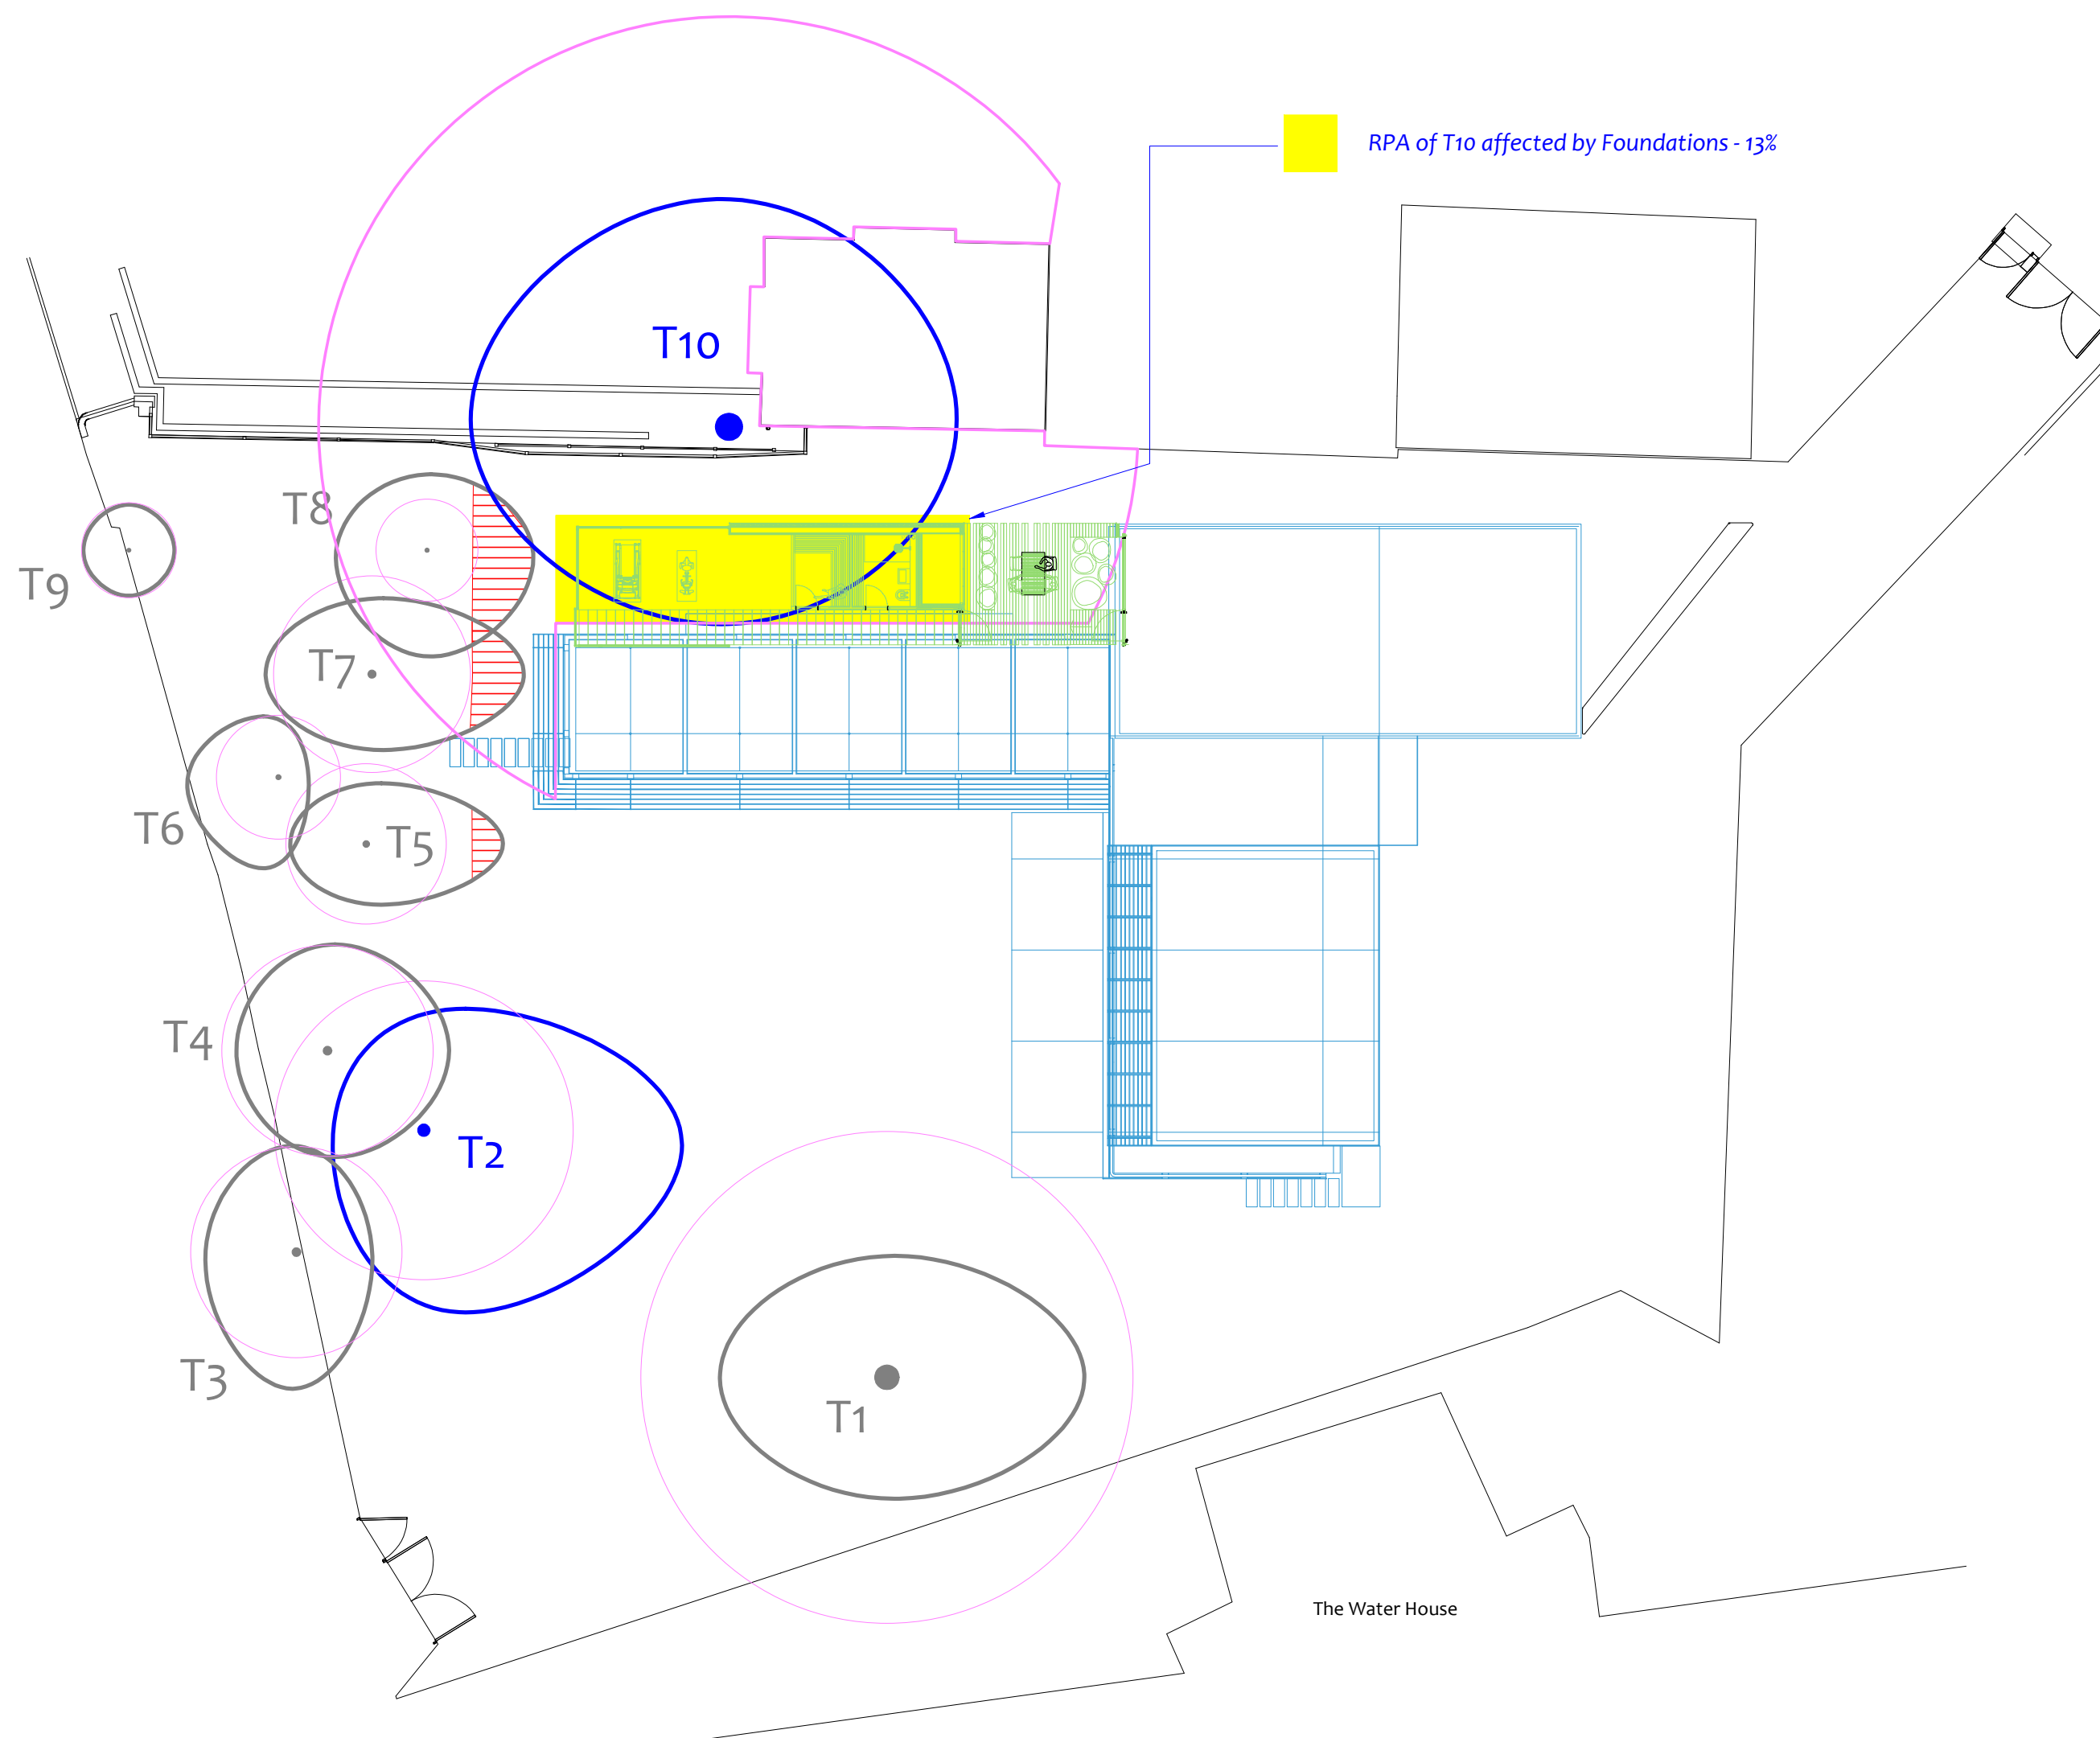 RPA of T10 affected by Foundations - 13%
T10
T8
T9
T7
T6
T5
T4
T2
T3
T1
The Water House